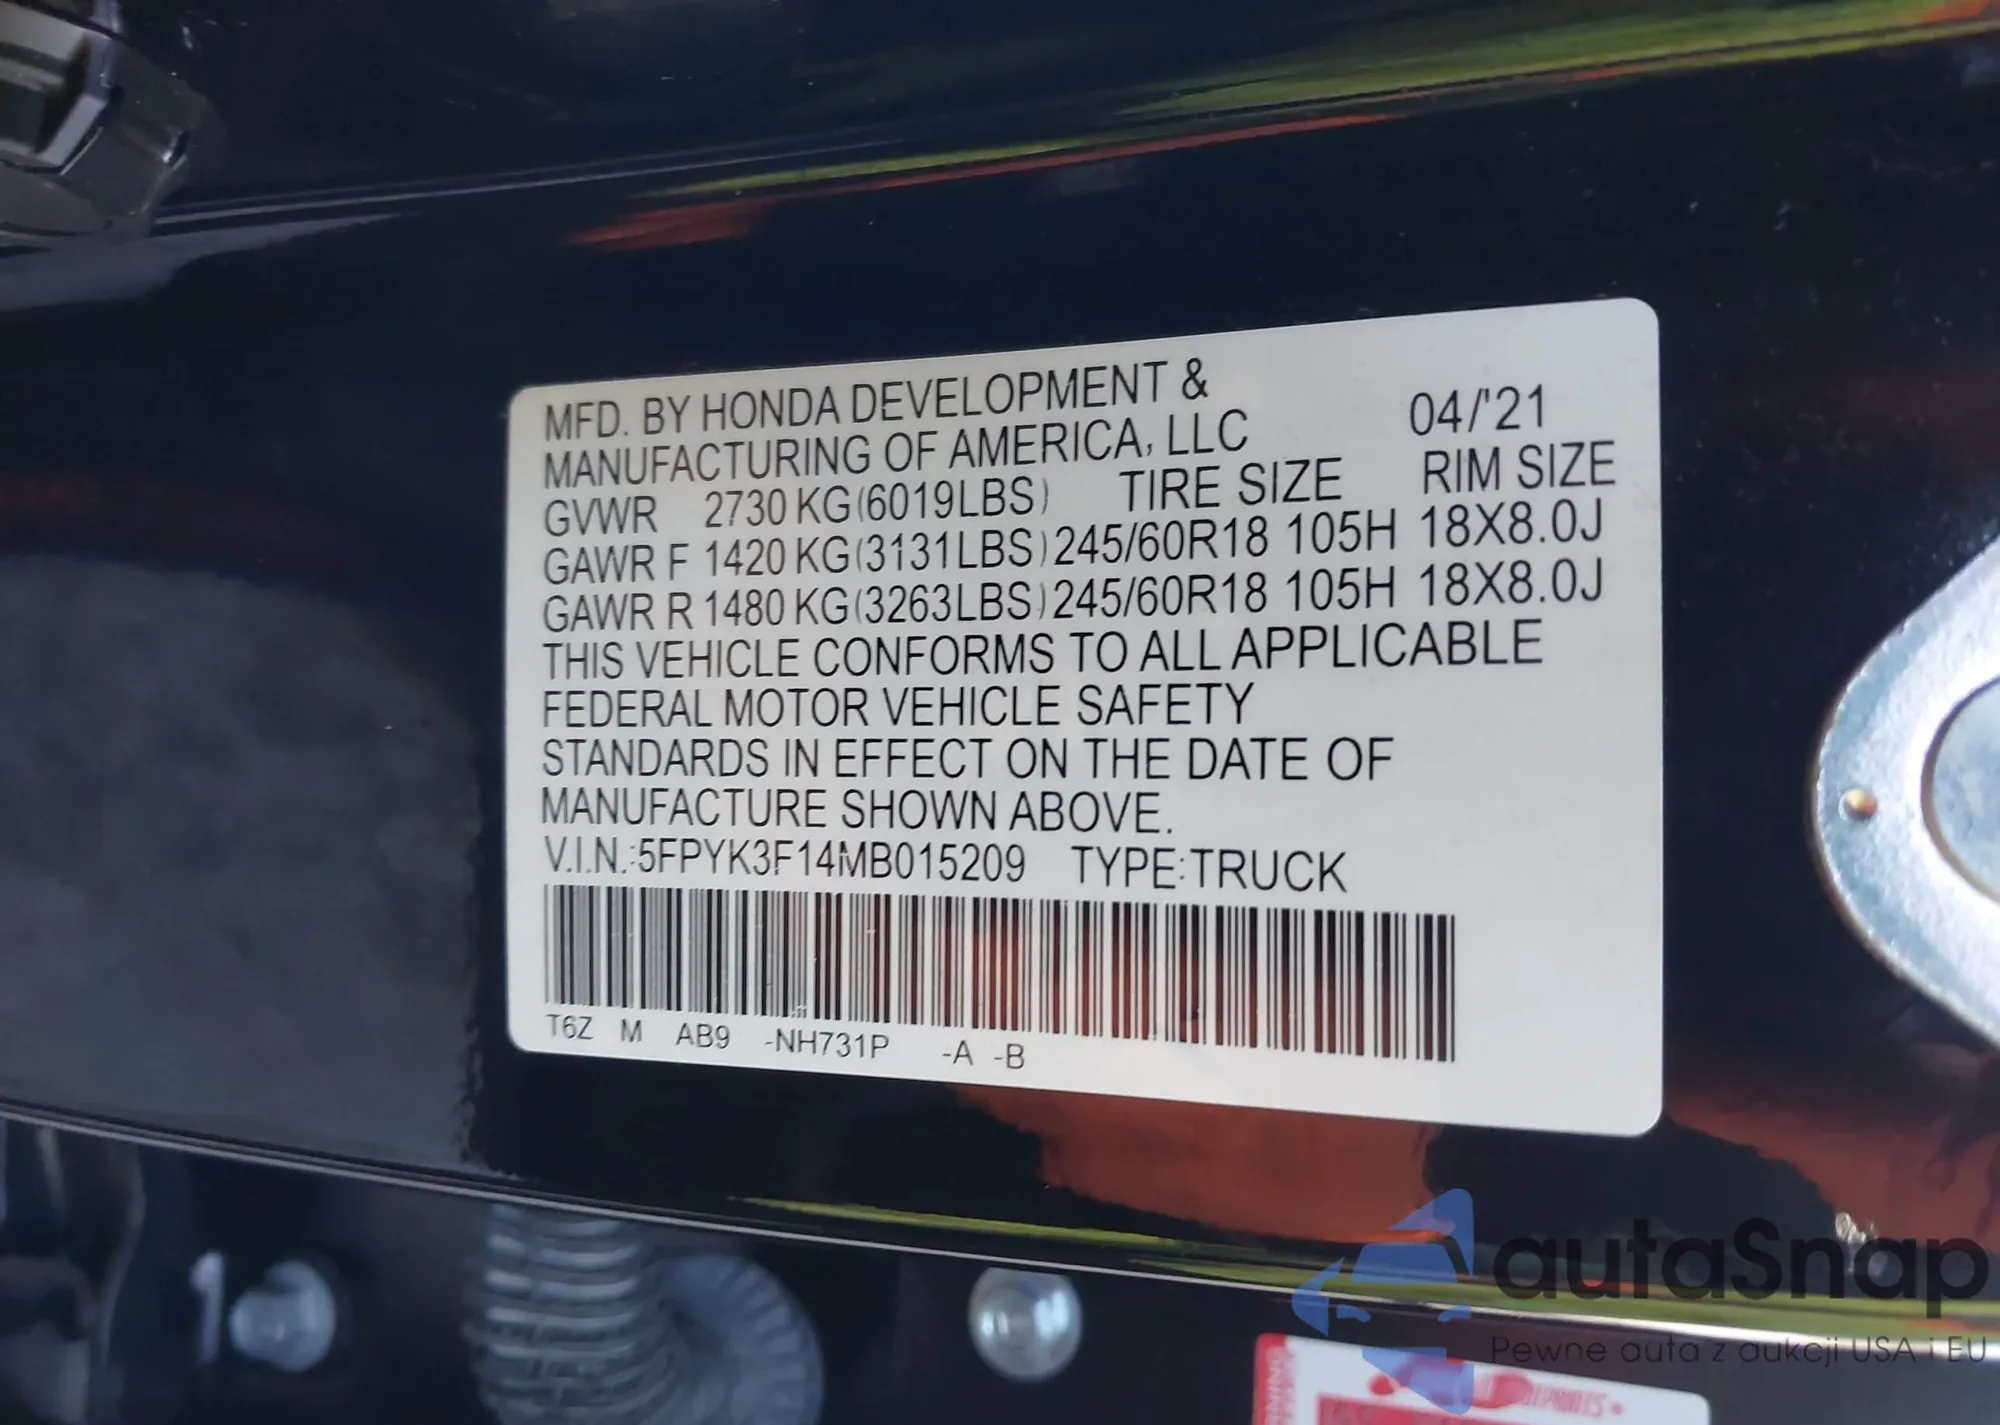 MFD. BY HONDA DEVELOPMENT &
MANUFACTURING OF AMERICA, LLC 04/'21
GVWR 2730 KG(6019LBS) TIRE SIZE RIM SIZE
GAWR F 1420 KG(3131LBS) 245/60R18 105H 18X8.0J
GAWR R 1480 KG(3263LBS) 245/60R18 105H 18X8.0J
THIS VEHICLE CONFORMS TO ALL APPLICABLE
FEDERAL MOTOR VEHICLE SAFETY
STANDARDS IN EFFECT ON THE DATE OF
MANUFACTURE SHOWN ABOVE.
V.I.N.:5FPYK3F14MB015209 TYPE:TRUCK
T6Z M AB9 -NH731P -A -B
autaSnap
Pewne auta z aukcji USA i EU